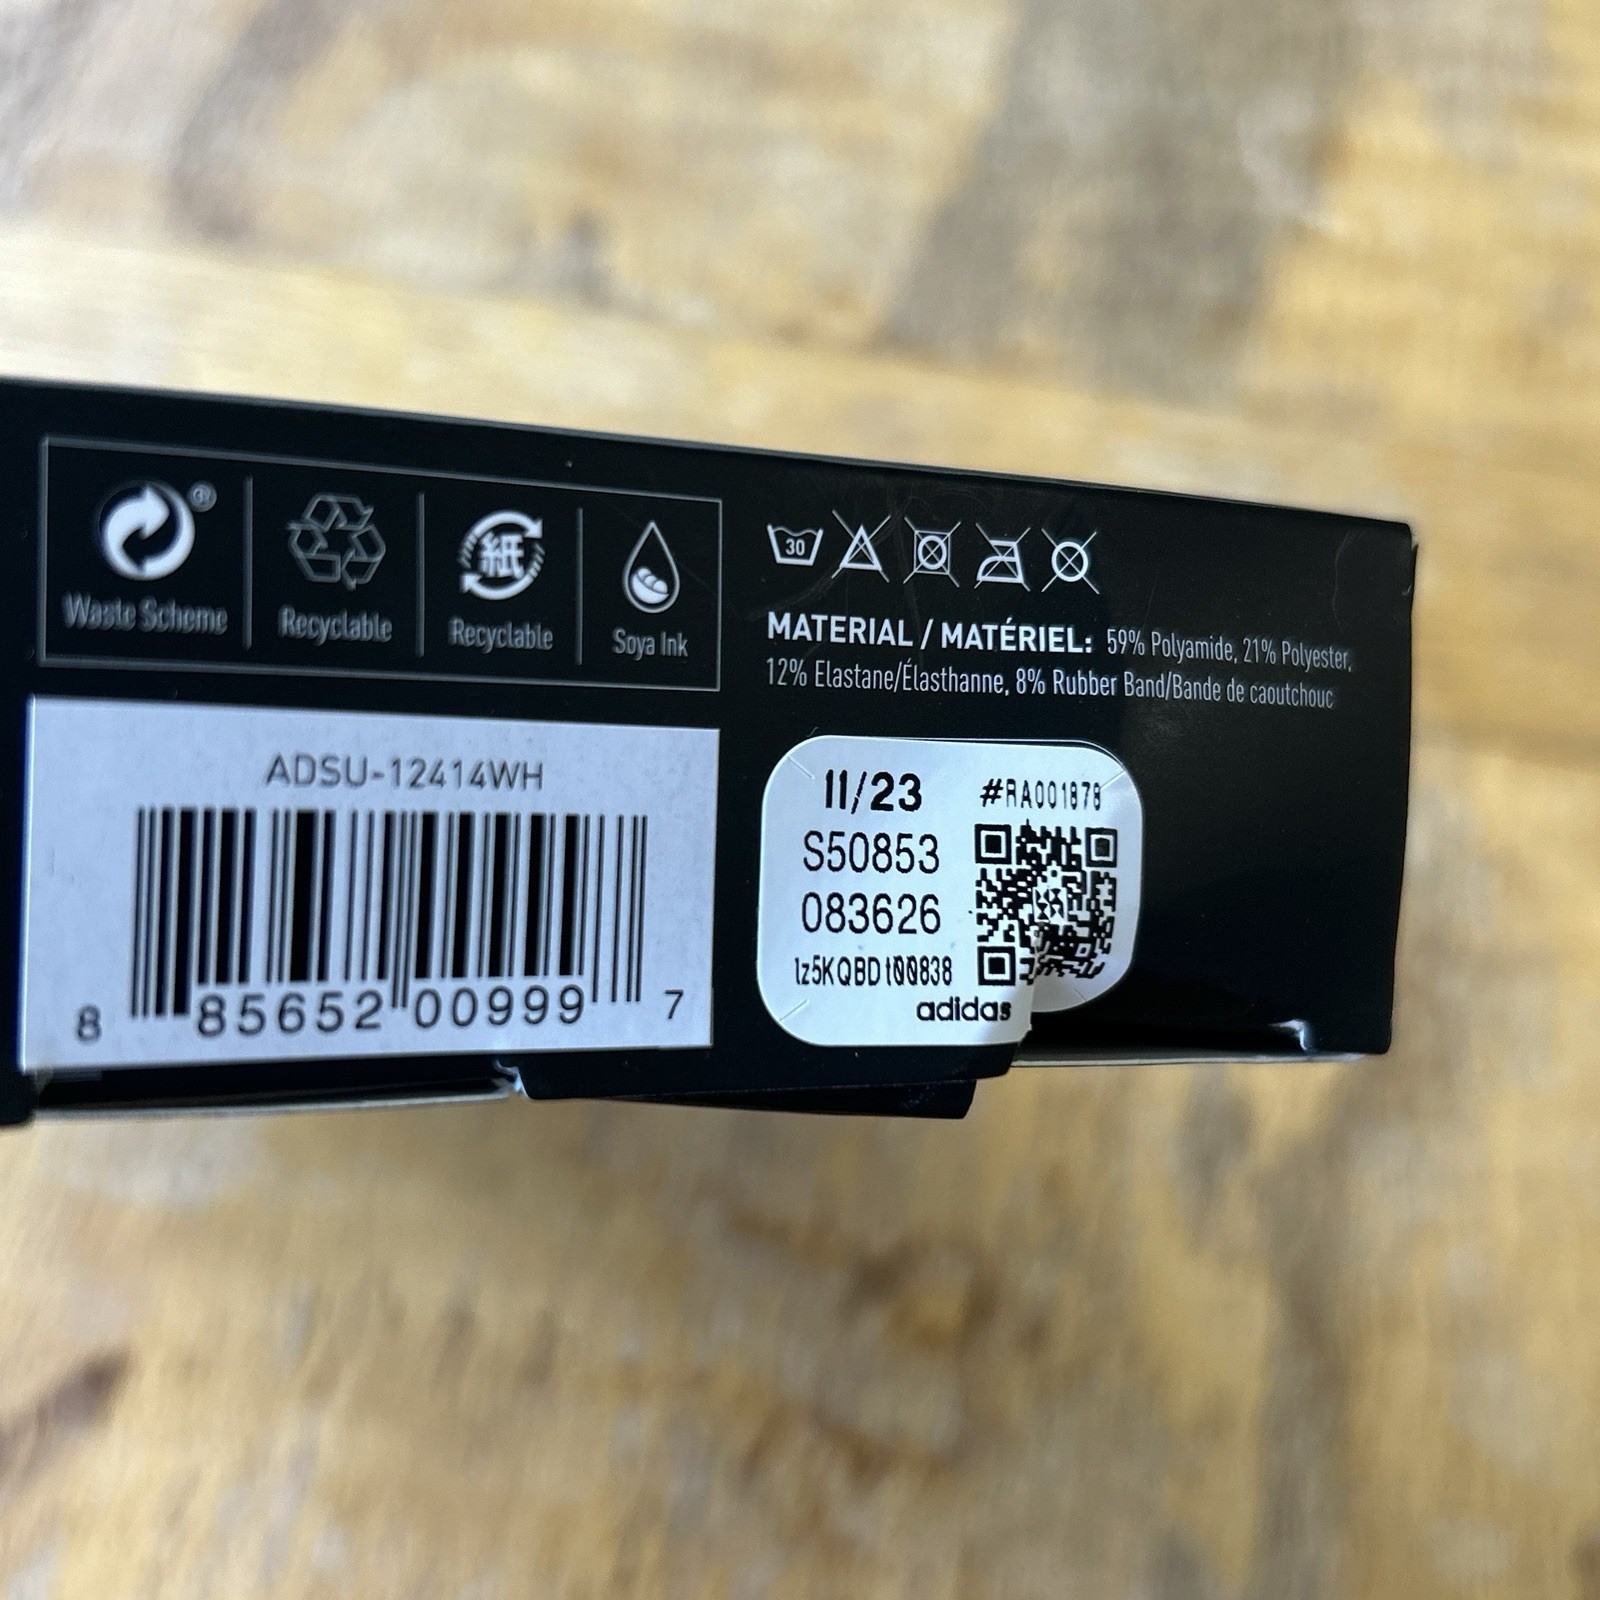 ®
Waste Scheme
Recyclable
紙
Recyclable
Soya Ink
30
MATERIAL / MATÉRIEL: 59% Polyamide, 21% Polyester,
12% Elastane/Élasthanne, 8% Rubber Band/Bande de caoutchouc
ADSU-12414WH
8 85652 00999 7
11/23
#RA001878
S50853
083626
1z5KQBDt00838
adidas